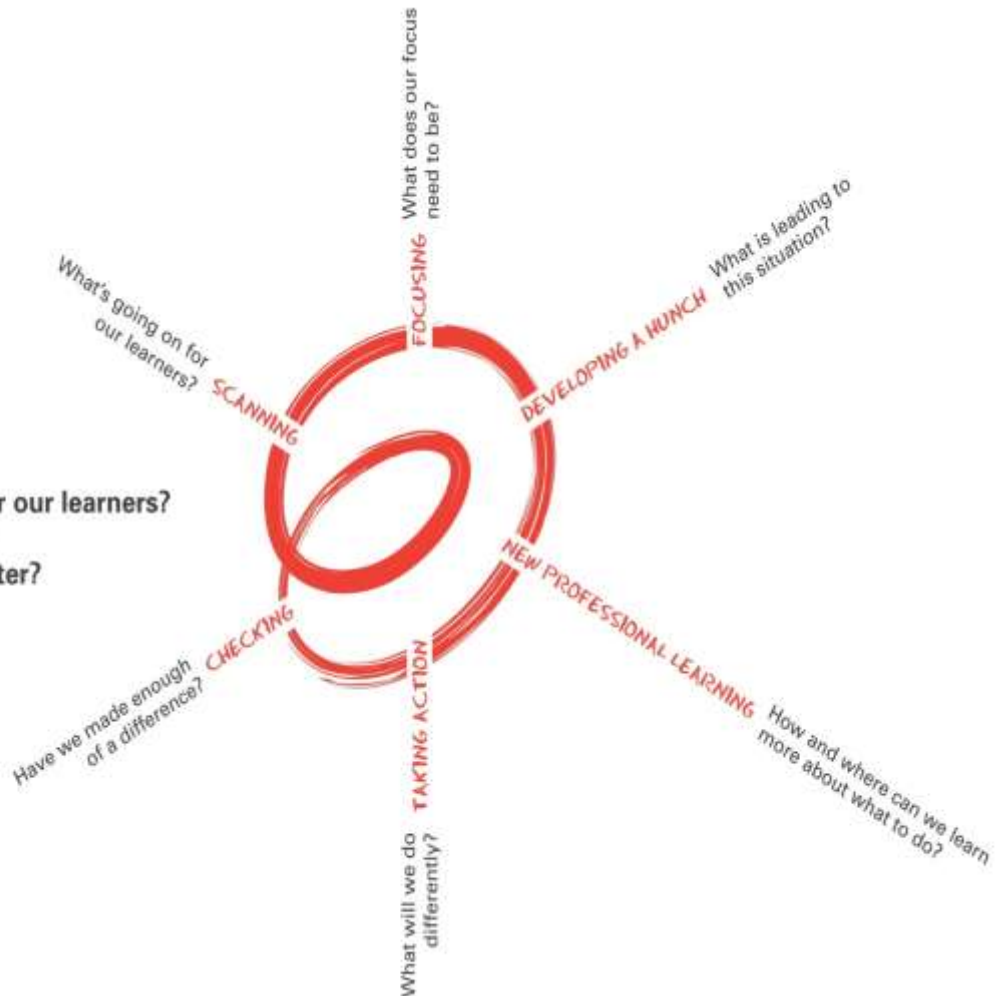 What does our focus
need to be?
FOCUSING
What is leading to
this situation?
DEVELOPING A HUNCH
How and where can we learn
more about what to do?
NEW PROFESSIONAL LEARNING
What will we do
differently?
TAKING ACTION
Have we made enough
of a difference?
CHECKING
What's going on for
our learners?
SCANNING
our learners?